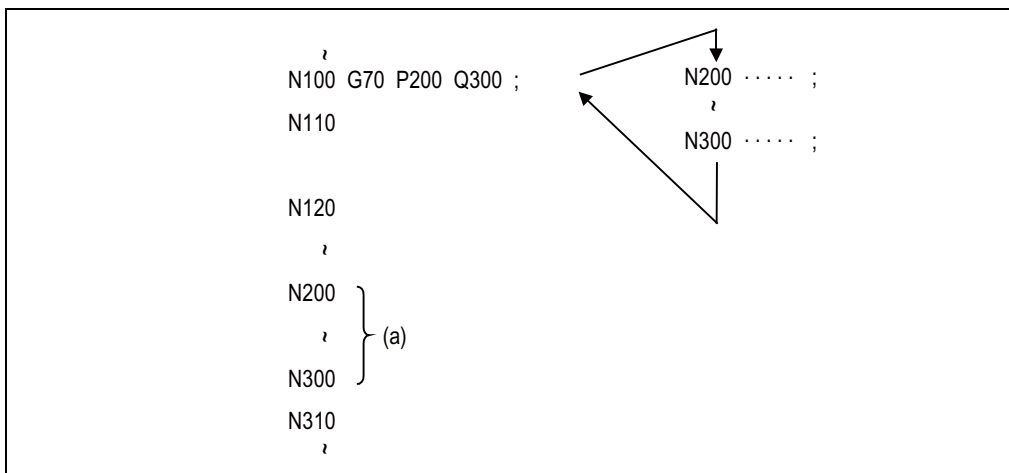 ~
N100 G70 P200 Q300 ;
N110
N120
~
N200
~
(a)
N300
N310
~
N200 ····· ;
~
N300 ····· ;